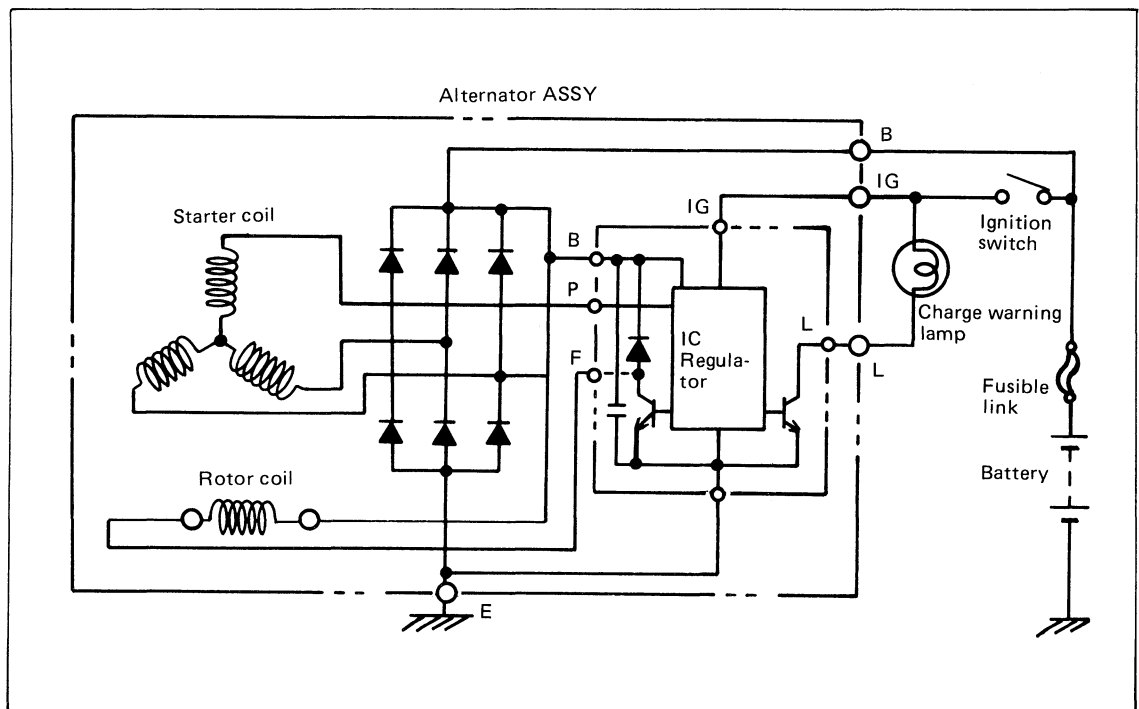 Alternator ASSY
B
IG
Starter coil
IG
Ignition
switch
B
P
Charge warning
lamp
IC
Regula-
tor
L
F
L
Fusible
link
Rotor coil
Battery
E